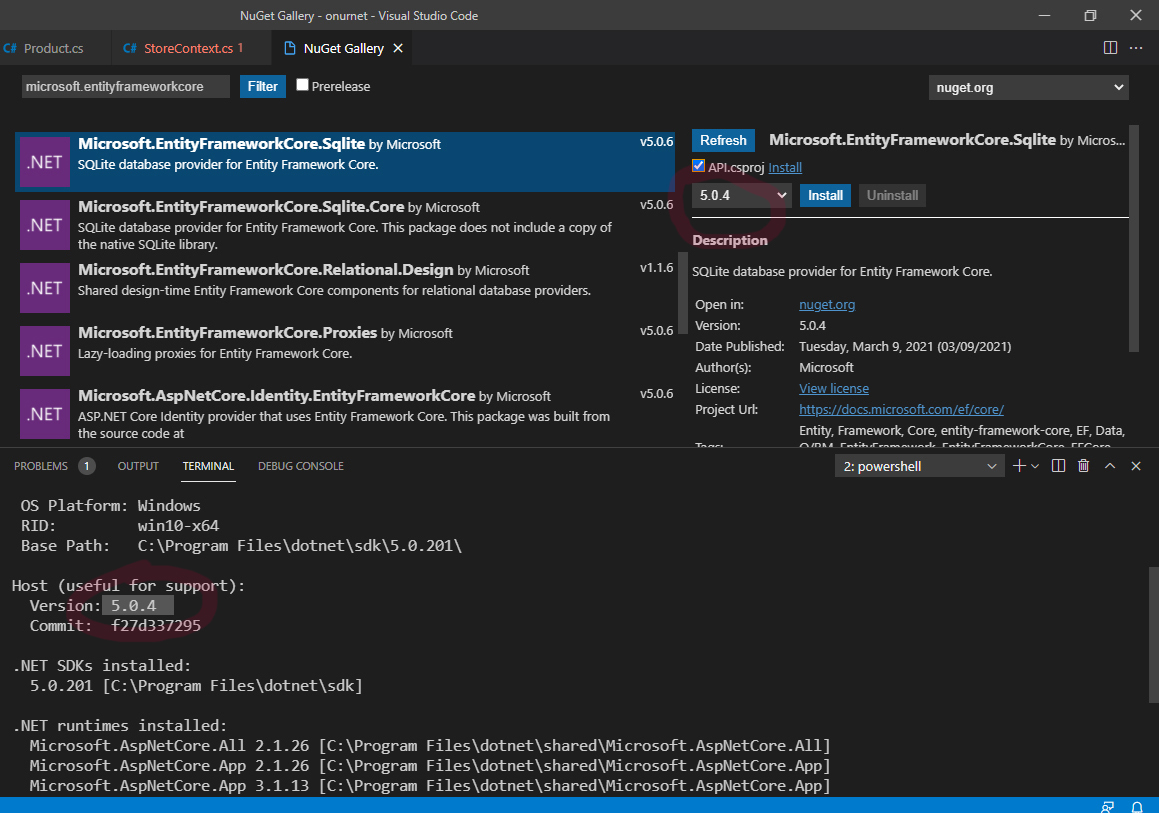 NuGet Gallery - onurnet - Visual Studio Code
C# Product.cs
C# StoreContext.cs 1
NuGet Gallery
microsoft.entityframeworkcore
Filter
Prerelease
nuget.org
.NET
Microsoft.EntityFrameworkCore.Sqlite by Microsoft
v5.0.6
SQLite database provider for Entity Framework Core.
.NET
Microsoft.EntityFrameworkCore.Sqlite.Core by Microsoft
v5.0.6
SQLite database provider for Entity Framework Core. This package does not include a copy of
the native SQLite library.
.NET
Microsoft.EntityFrameworkCore.Relational.Design by Microsoft
v1.1.6
Shared design-time Entity Framework Core components for relational database providers.
.NET
Microsoft.EntityFrameworkCore.Proxies by Microsoft
v5.0.6
Lazy-loading proxies for Entity Framework Core.
.NET
Microsoft.AspNetCore.Identity.EntityFrameworkCore by Microsoft
v5.0.6
ASP.NET Core Identity provider that uses Entity Framework Core. This package was built from
the source code at
Refresh
Microsoft.EntityFrameworkCore.Sqlite by Micros...
API.csproj Install
5.0.4
Install
Uninstall
Description
SQLite database provider for Entity Framework Core.
Open in: nuget.org
Version: 5.0.4
Date Published: Tuesday, March 9, 2021 (03/09/2021)
Author(s): Microsoft
License: View license
Project Url: https://docs.microsoft.com/ef/core/
Entity, Framework, Core, entity-framework-core, EF, Data,
Tags: O/RM, EntityFramework, EntityFrameworkCore, EFCore
PROBLEMS 1
OUTPUT
TERMINAL
DEBUG CONSOLE
2: powershell
OS Platform: Windows
RID: win10-x64
Base Path: C:\Program Files\dotnet\sdk\5.0.201\
Host (useful for support):
Version: 5.0.4
Commit: f27d337295
.NET SDKs installed:
5.0.201 [C:\Program Files\dotnet\sdk]
.NET runtimes installed:
Microsoft.AspNetCore.All 2.1.26 [C:\Program Files\dotnet\shared\Microsoft.AspNetCore.All]
Microsoft.AspNetCore.App 2.1.26 [C:\Program Files\dotnet\shared\Microsoft.AspNetCore.App]
Microsoft.AspNetCore.App 3.1.13 [C:\Program Files\dotnet\shared\Microsoft.AspNetCore.App]